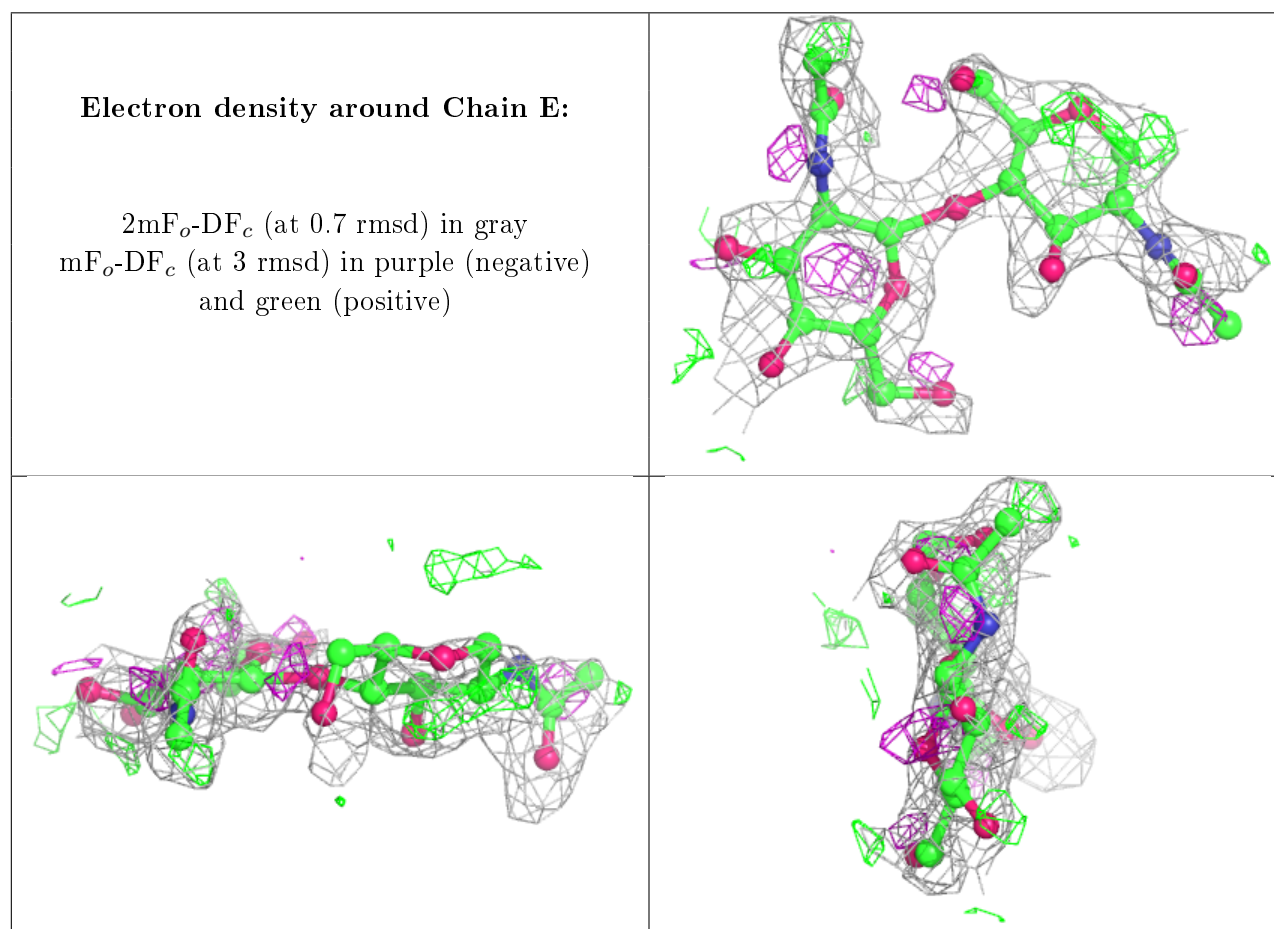 Electron density around Chain E:
2mFₒ-DF𝒸 (at 0.7 rmsd) in gray
mFₒ-DF𝒸 (at 3 rmsd) in purple (negative)
and green (positive)